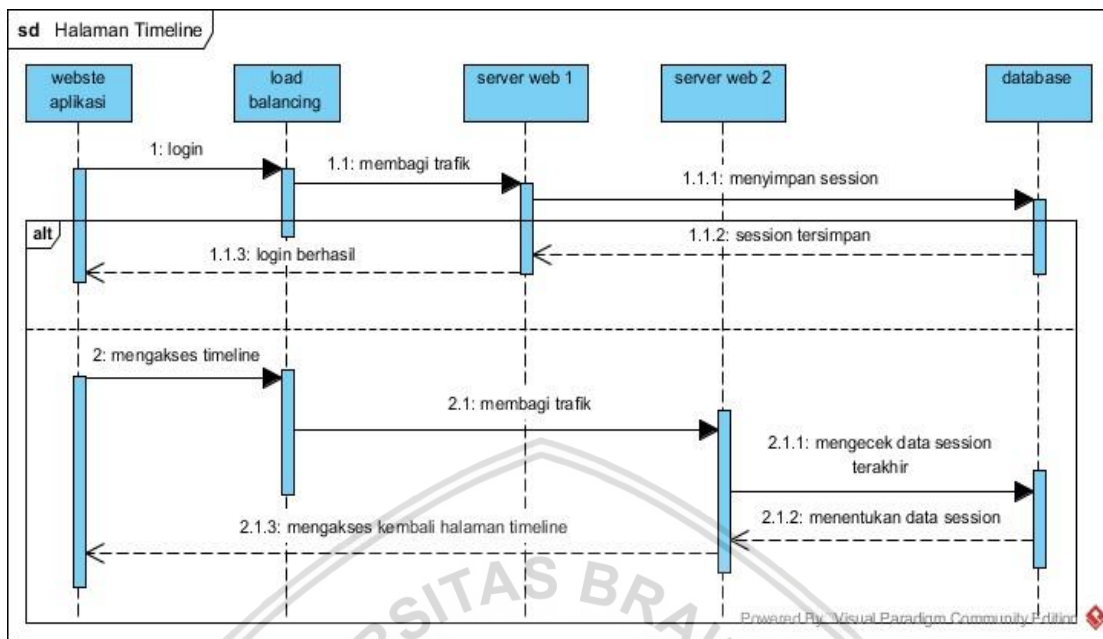 sd Halaman Timeline
webste
aplikasi
load
balancing
server web 1
server web 2
database
1: login
1.1: membagi trafik
1.1.1: menyimpan session
alt
1.1.2: session tersimpan
1.1.3: login berhasil
2: mengakses timeline
2.1: membagi trafik
2.1.1: mengecek data session
terakhir
2.1.2: menentukan data session
2.1.3: mengakses kembali halaman timeline
Powered By Visual Paradigm Community Edition